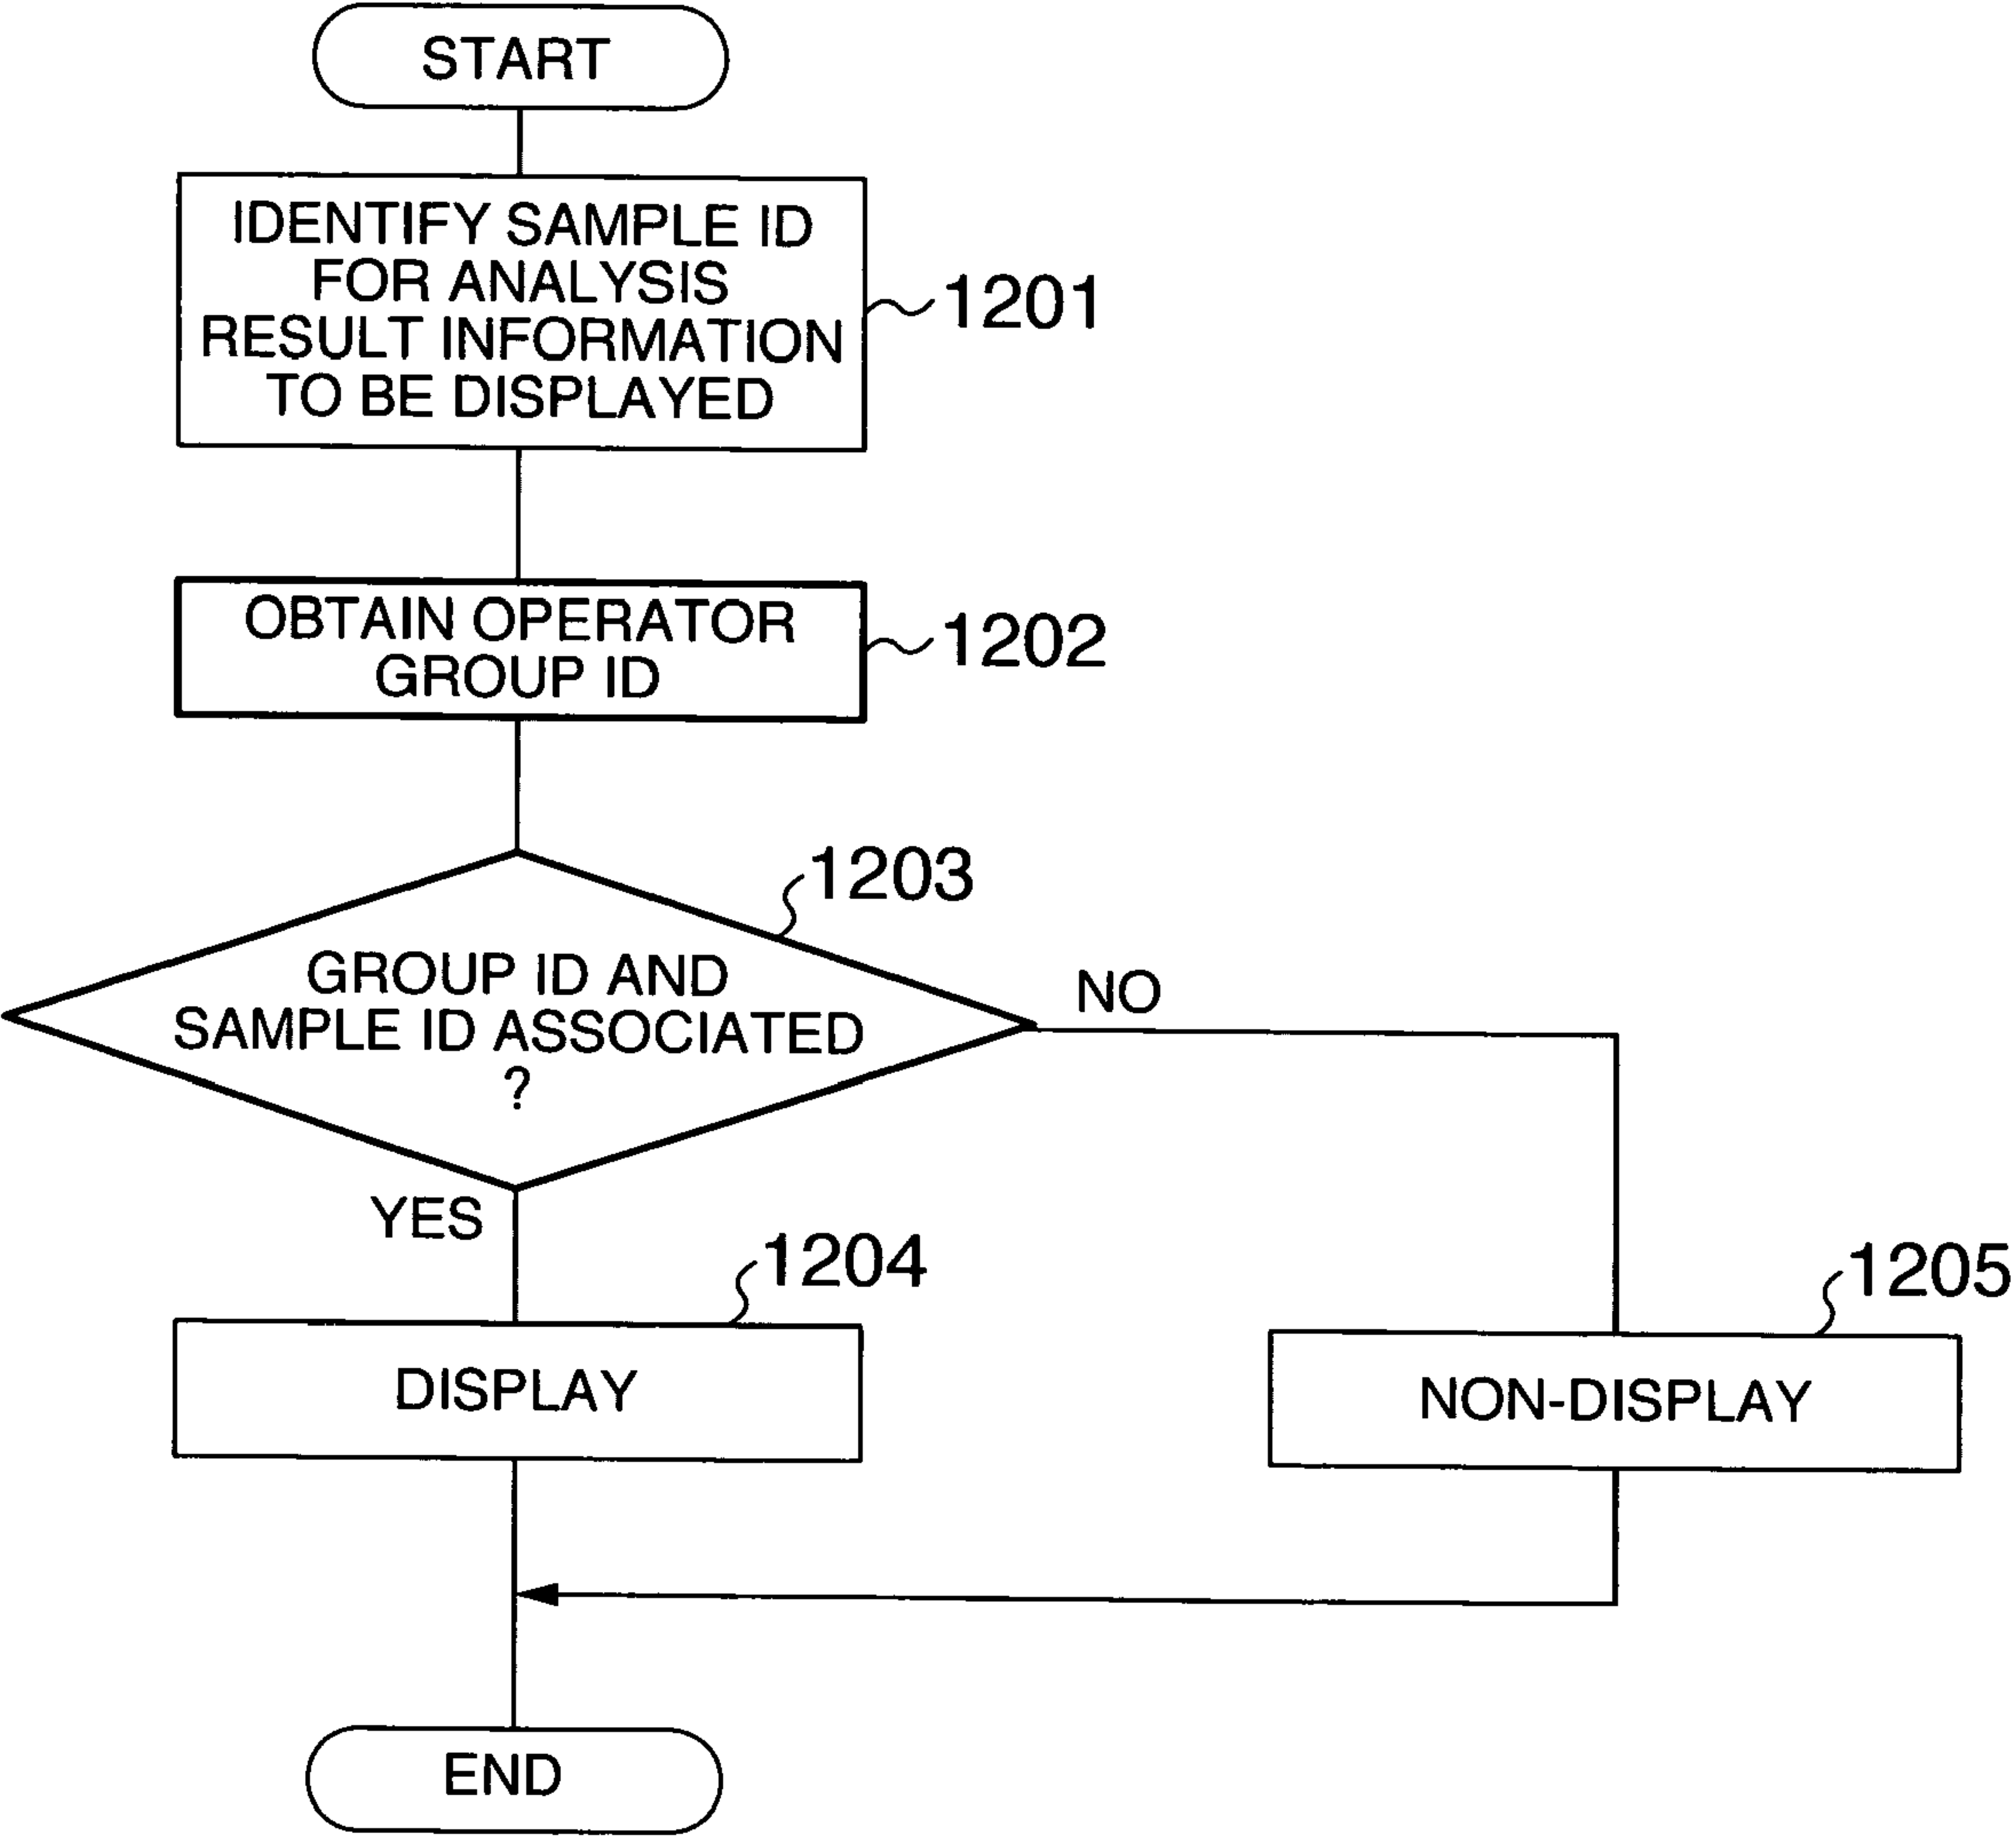 START
IDENTIFY SAMPLE ID
FOR ANALYSIS
RESULT INFORMATION
TO BE DISPLAYED
1201
OBTAIN OPERATOR
GROUP ID
1202
1203
GROUP ID AND
SAMPLE ID ASSOCIATED
?
NO
YES
1204
DISPLAY
1205
NON-DISPLAY
END